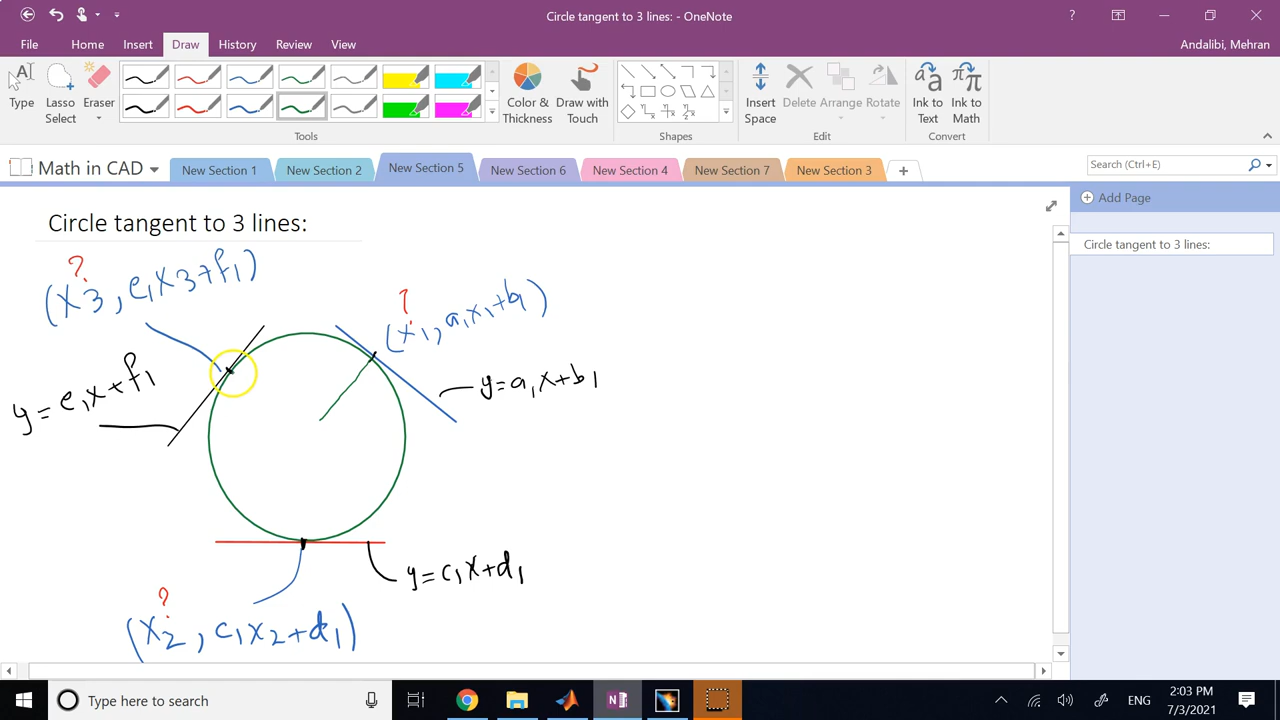 Circle tangent to 3 lines: - OneNote
?
Andalibi, Mehran
File Home Insert Draw History Review View
Type
Lasso Select
Eraser
Color & Thickness
Draw with Touch
Insert Space
Delete
Arrange
Rotate
Ink to Text
Ink to Math
Tools
Shapes
Edit
Convert
Math in CAD
New Section 1
New Section 2
New Section 5
New Section 6
New Section 4
New Section 7
New Section 3
Search (Ctrl+E)
Add Page
Circle tangent to 3 lines:
Circle tangent to 3 lines:
?
(x3, e1x3+f1)
?
(x1, a1x1+b1)
y=e1x+f1
y=a1x+b1
y=c1x+d1
?
(x2, c1x2+d1)
Type here to search
ENG
2:03 PM
7/3/2021